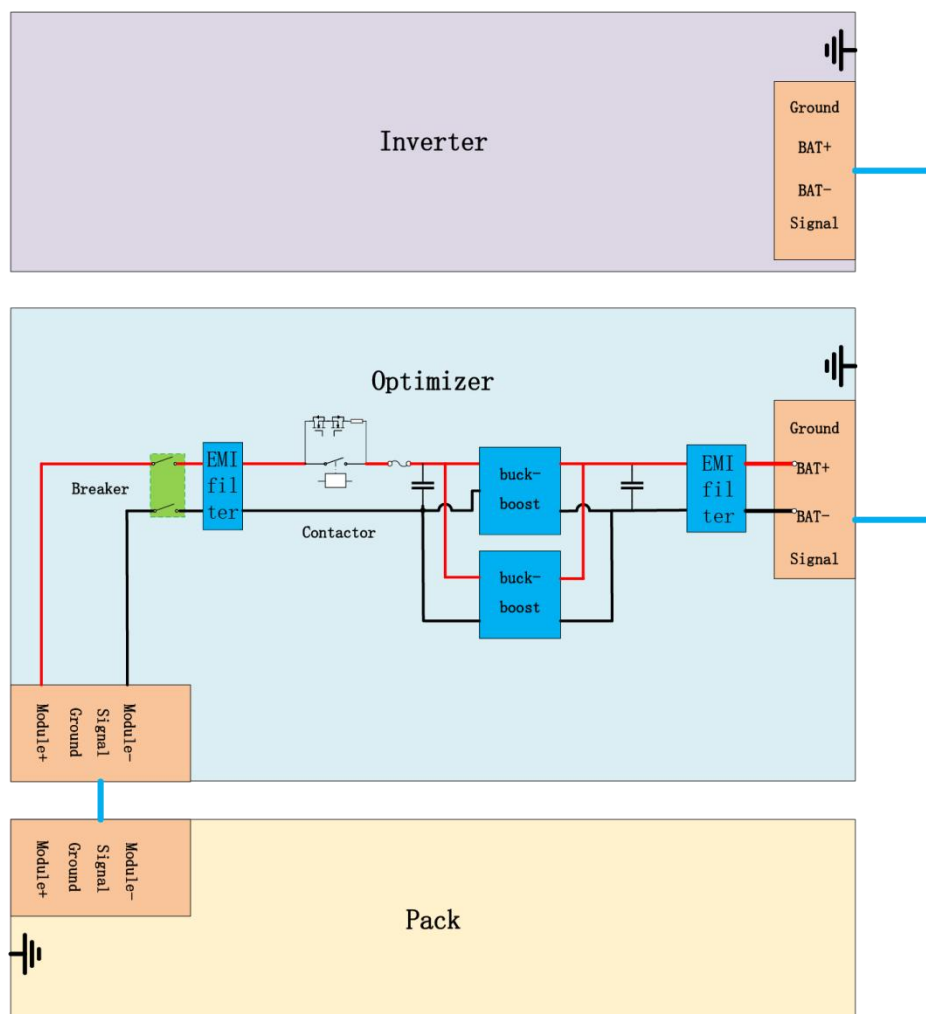 Inverter
Ground
BAT+
BAT-
Signal
Optimizer
Breaker
EMI
fil
ter
Contactor
buck-
boost
buck-
boost
EMI
fil
ter
Ground
BAT+
BAT-
Signal
Module+
Ground
Signal
Module-
Module+
Ground
Signal
Module-
Pack